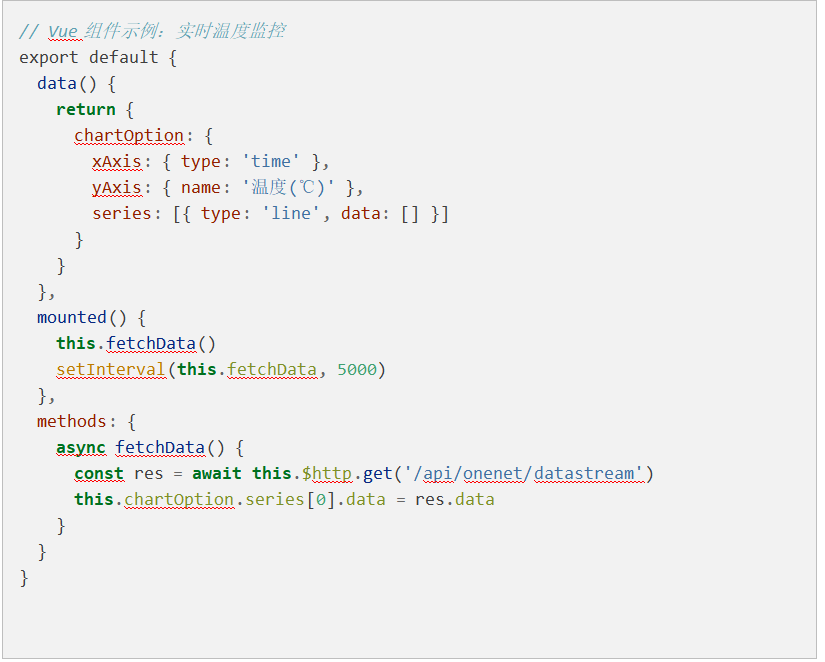 // Vue 组件示例：实时温度监控
export default {
  data() {
    return {
      chartOption: {
        xAxis: { type: 'time' },
        yAxis: { name: '温度(℃)' },
        series: [{ type: 'line', data: [] }]
      }
    }
  },
  mounted() {
    this.fetchData()
    setInterval(this.fetchData, 5000)
  },
  methods: {
    async fetchData() {
      const res = await this.$http.get('/api/onenet/datastream')
      this.chartOption.series[0].data = res.data
    }
  }
}